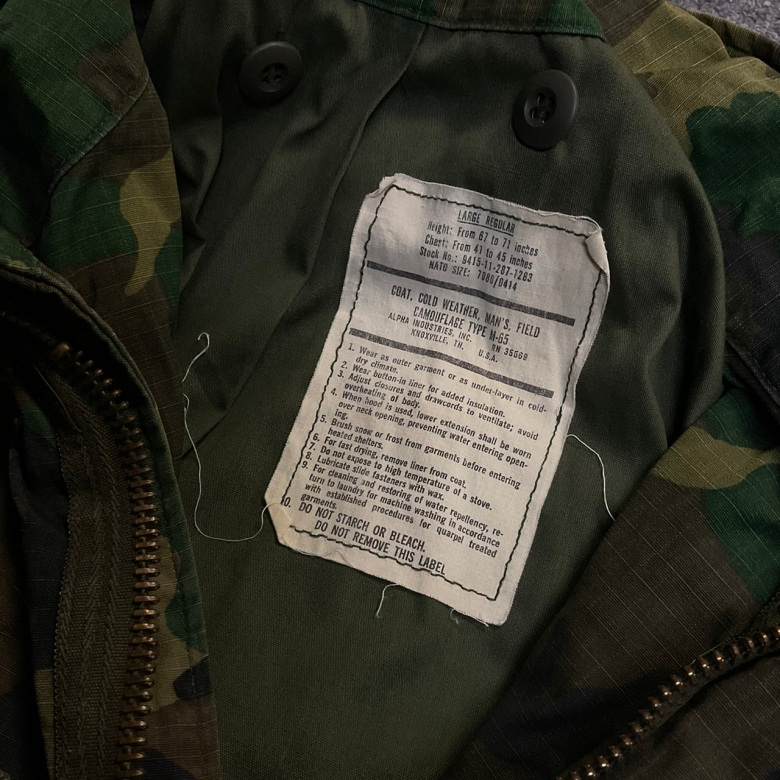 LARGE REGULAR
Height: From 67 to 71 inches
Chest: From 41 to 45 inches
Stock No.: 8415-11-287-1283
NATO SIZE: 7080/0414
COAT, COLD WEATHER, MAN'S, FIELD
CAMOUFLAGE TYPE M-65
ALPHA INDUSTRIES, INC. RN 35669
KNOXVILLE, TN. U.S.A.
1. Wear as outer garment or as under-layer in cold-
dry climate.
2. Wear button-in liner for added insulation.
3. Adjust closures and drawcords to ventilate; avoid
overheating of body.
4. When hood is used, lower extension shall be worn
over neck opening, preventing water entering open-
ing.
5. Brush snow or frost from garments before entering
heated shelters.
6. For fast drying, remove liner from coat.
7. Do not expose to high temperature of a stove.
8. Lubricate slide fasteners with wax.
9. For cleaning and restoring of water repellency, re-
turn to laundry for machine washing in accordance
with established procedures for quarpel treated
garments.
10. DO NOT STARCH OR BLEACH.
DO NOT REMOVE THIS LABEL